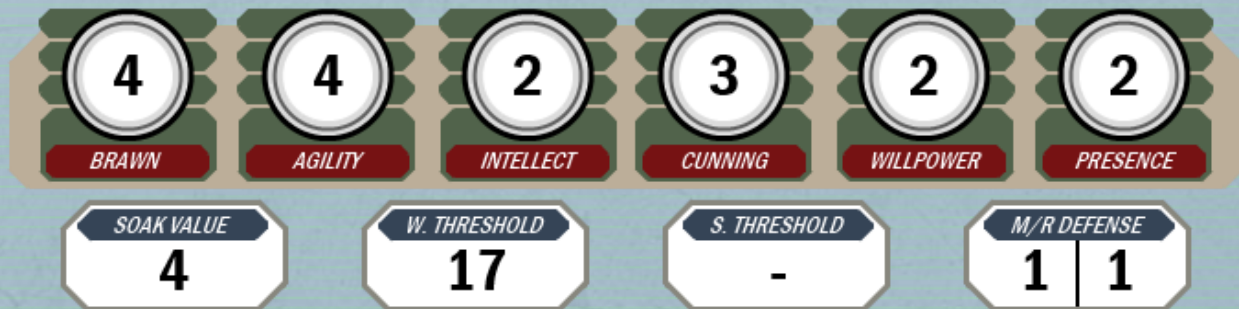 4 4 2 3 2 2
BRAWN AGILITY INTELLECT CUNNING WILLPOWER PRESENCE
SOAK VALUE W. THRESHOLD S. THRESHOLD M/R DEFENSE
4 17 - 1 1